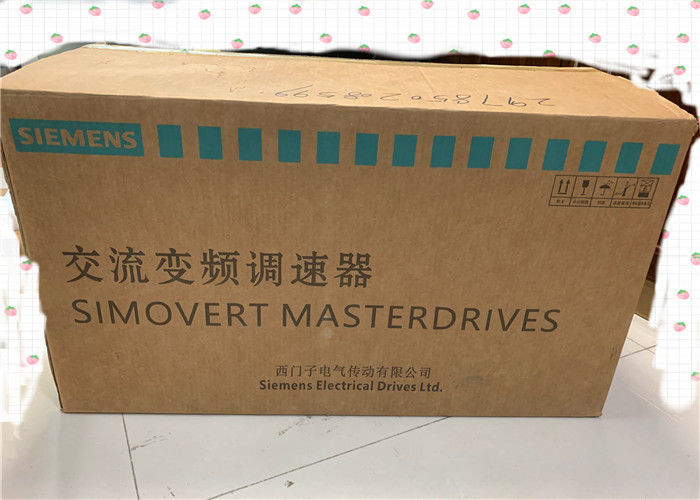 SIEMENS
交流变频调速器
SIMOVERT MASTERDRIVES
西门子电气传动有限公司
Siemens Electrical Drives Ltd.